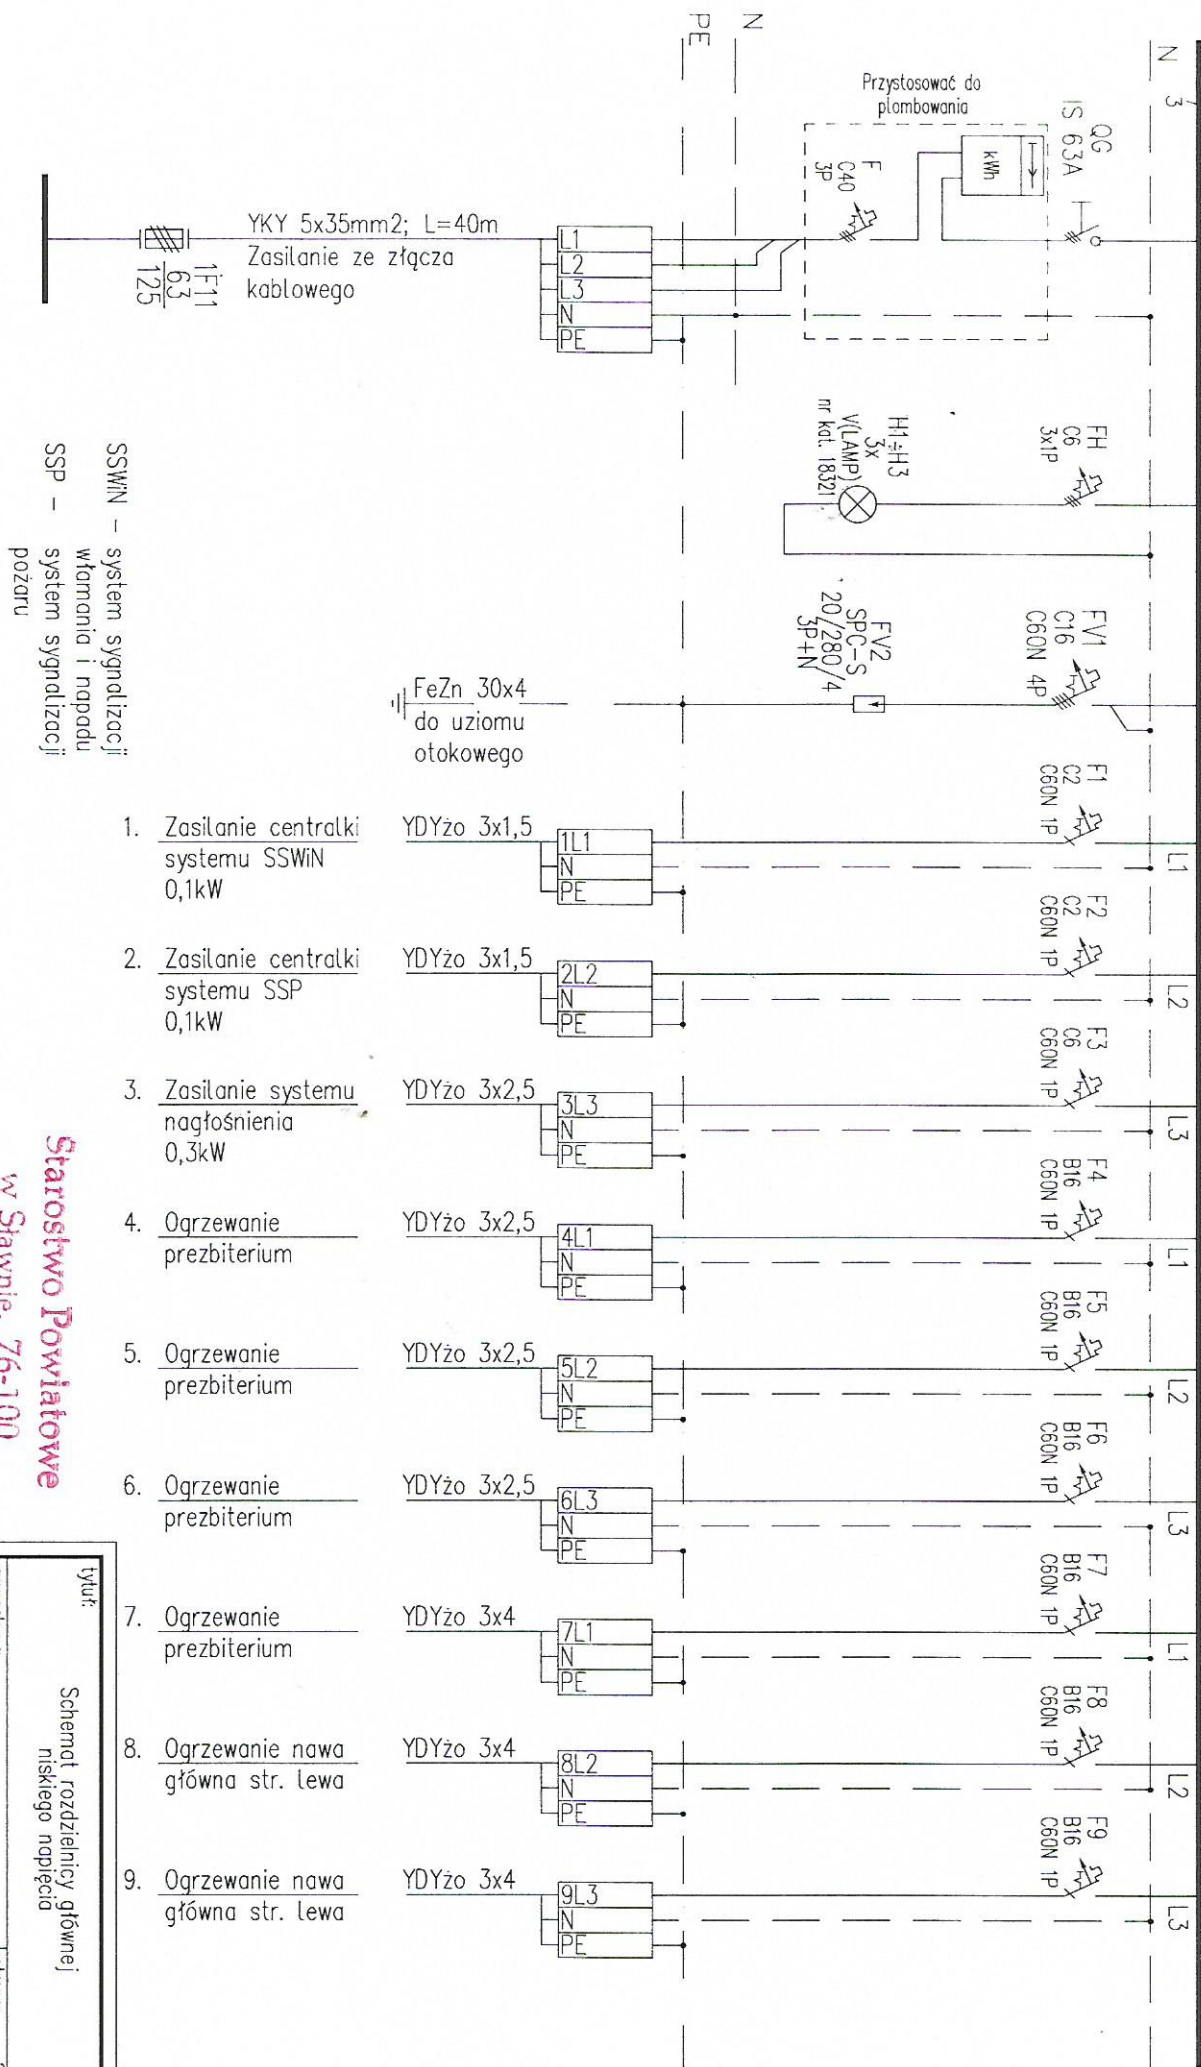 N
3
N
PE
Przystosować do
plombowania
QG
IS 63A
kWh
F
C40
3P
YKY 5x35mm2; L=40m
Zasilanie ze złącza
kablowego
1F11
63
125
L1
L2
L3
N
PE
FH
C6
3x1P
H1÷H3
3x
V(LAMP)
nr kat. 18321
FV1
C16
C60N 4P
FV2
SPC-S
20/280/4
3P+N
FeZn 30x4
do uziomu
otokowego
SSWiN - system sygnalizacji
włamania i napadu
SSP - system sygnalizacji
pożaru
1. Zasilanie centralki
systemu SSWiN
0,1kW
YDYżo 3x1,5
1L1
N
PE
F1
C2
C60N 1P
L1
2. Zasilanie centralki
systemu SSP
0,1kW
YDYżo 3x1,5
2L2
N
PE
F2
C2
C60N 1P
L2
3. Zasilanie systemu
nagłośnienia
0,3kW
YDYżo 3x2,5
3L3
N
PE
F3
C6
C60N 1P
L3
4. Ogrzewanie
prezbiterium
YDYżo 3x2,5
4L1
N
PE
F4
B16
C60N 1P
L1
5. Ogrzewanie
prezbiterium
YDYżo 3x2,5
5L2
N
PE
F5
B16
C60N 1P
L2
6. Ogrzewanie
prezbiterium
YDYżo 3x2,5
6L3
N
PE
F6
B16
C60N 1P
L3
7. Ogrzewanie
prezbiterium
YDYżo 3x4
7L1
N
PE
F7
B16
C60N 1P
L1
8. Ogrzewanie nawa
główna str. lewa
YDYżo 3x4
8L2
N
PE
F8
B16
C60N 1P
L2
9. Ogrzewanie nawa
główna str. lewa
YDYżo 3x4
9L3
N
PE
F9
B16
C60N 1P
L3
Starostwo Powiatowe
w Sławnie, 76-100
tytuł:
Schemat rozdzielnicy głównej
niskiego napięcia